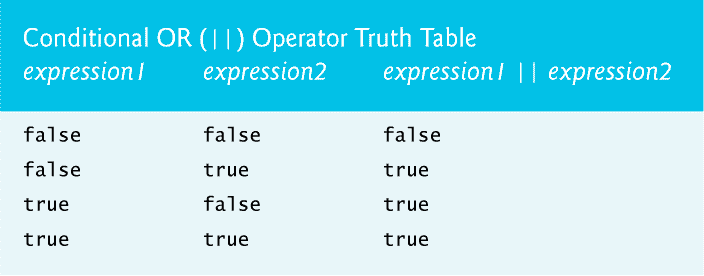 Conditional OR (||) Operator Truth Table
expression1 expression2 expression1 || expression2
false false false
false true true
true false true
true true true